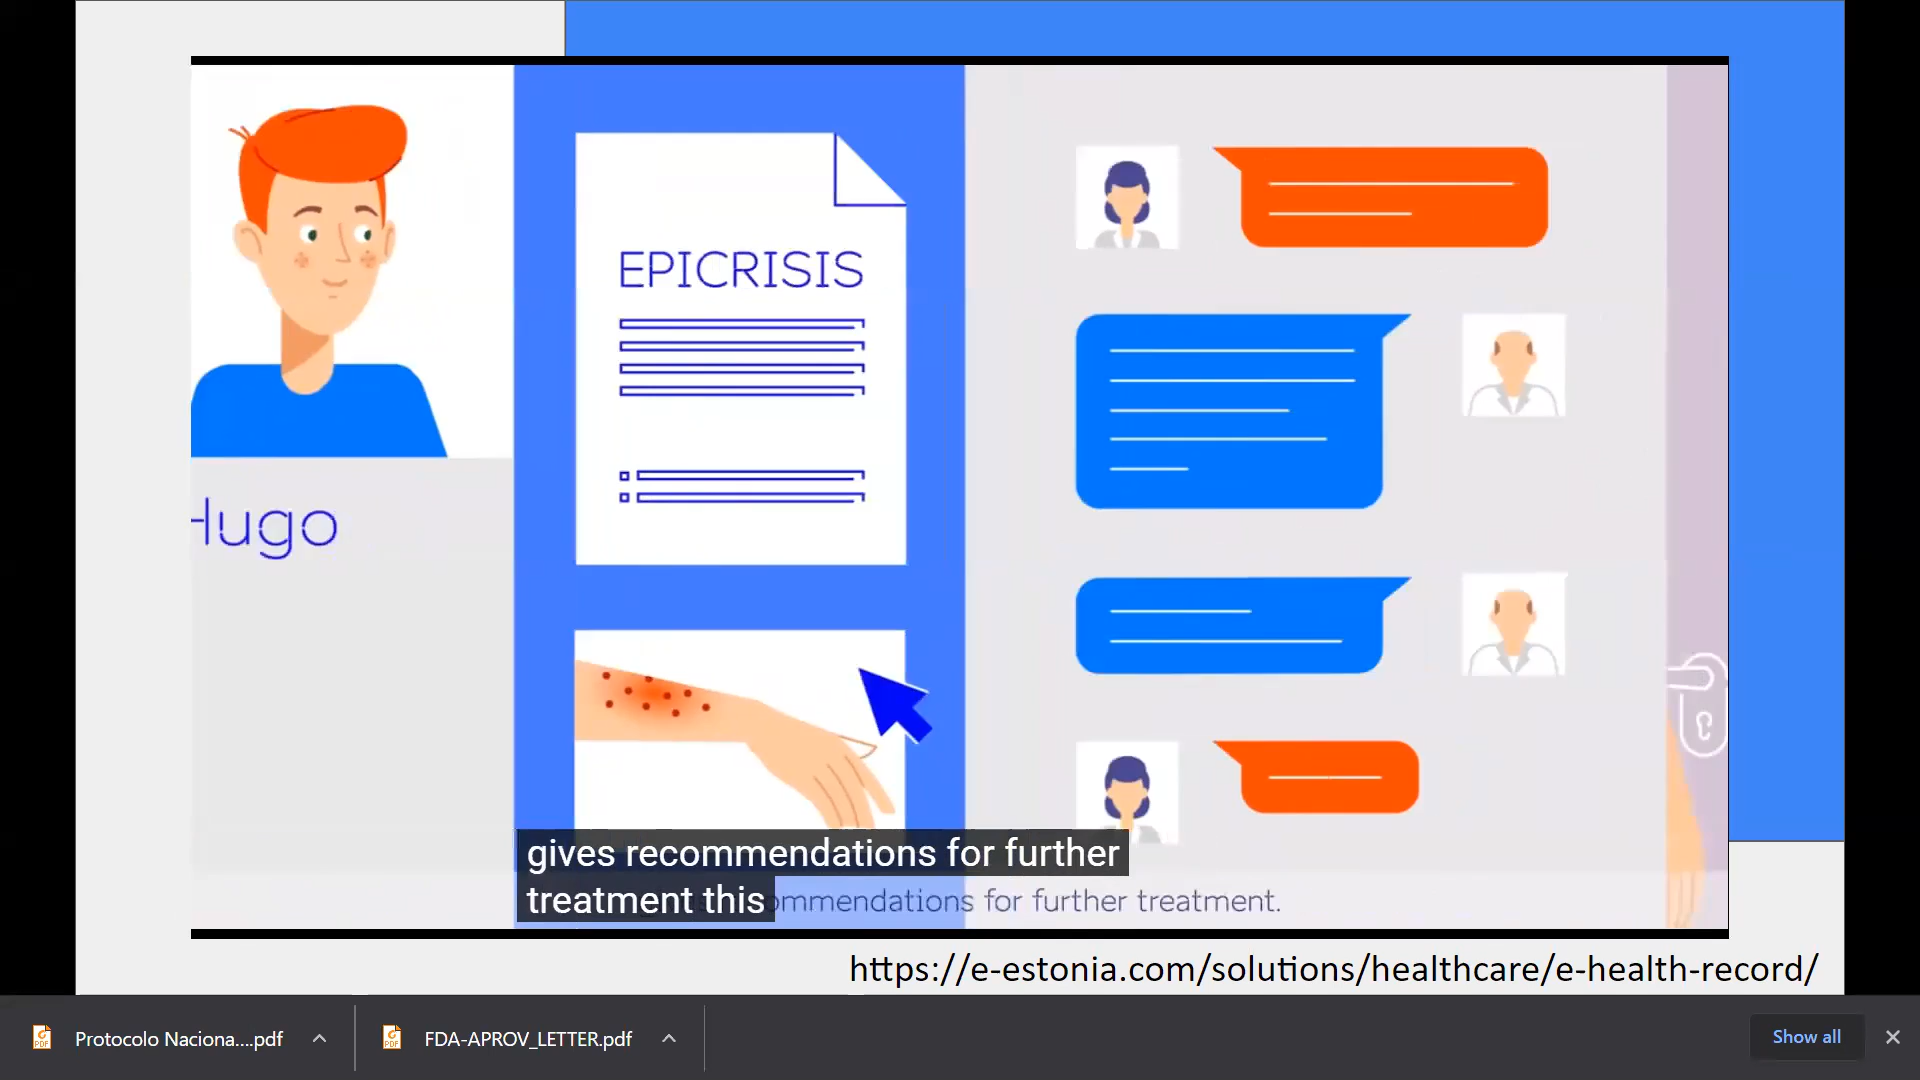 EPICRISIS
Hugo
gives recommendations for further
treatment this
ommendations for further treatment.
https://e-estonia.com/solutions/healthcare/e-health-record/
Protocolo Naciona....pdf
FDA-APROV_LETTER.pdf
Show all